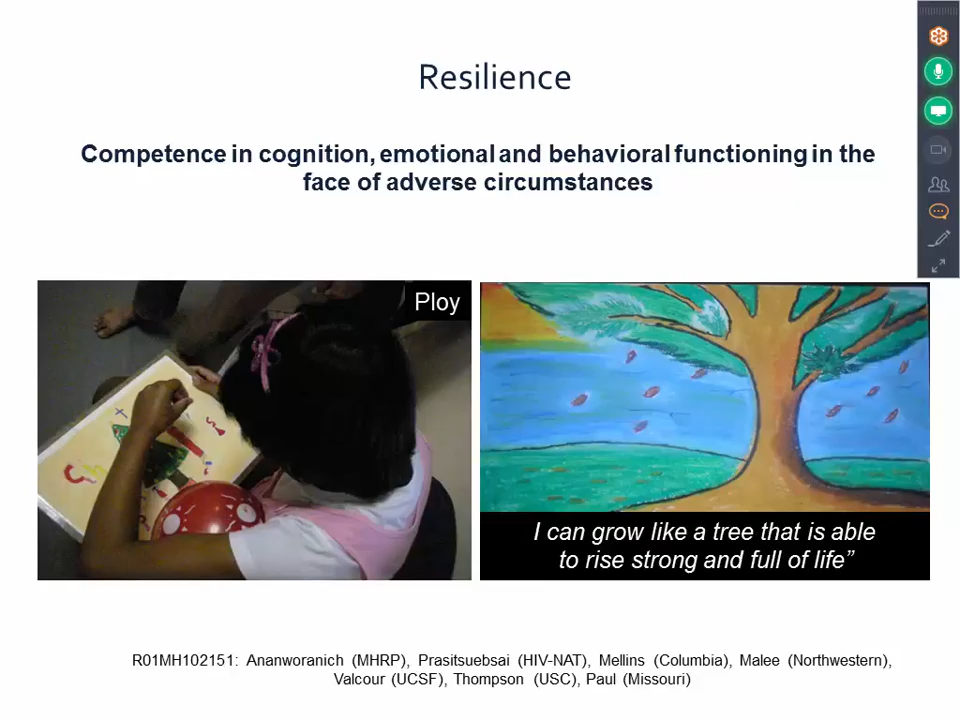 Resilience
Competence in cognition, emotional and behavioral functioning in the
face of adverse circumstances
Ploy
I can grow like a tree that is able
to rise strong and full of life”
R01MH102151: Ananworanich (MHRP), Prasitsuebsai (HIV-NAT), Mellins (Columbia), Malee (Northwestern),
Valcour (UCSF), Thompson (USC), Paul (Missouri)